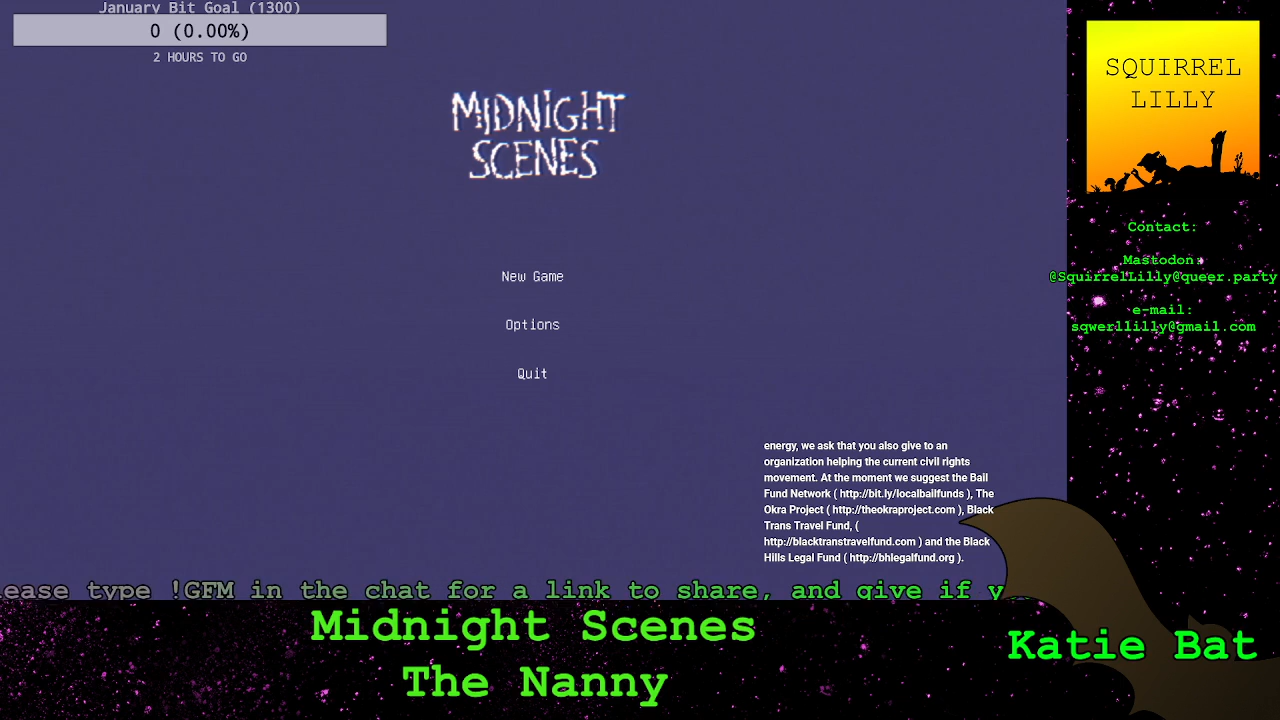 January Bit Goal (1300)
0 (0.00%)
2 HOURS TO GO
MIDNIGHT
SCENES
New Game
Options
Quit
SQUIRREL
LILLY
Contact:
Mastodon:
@SquirrelLilly@queer.party
e-mail:
sqwerllilly@gmail.com
energy, we ask that you also give to an
organization helping the current civil rights
movement. At the moment we suggest the Bail
Fund Network ( http://bit.ly/localbailfunds ), The
Okra Project ( http://theokraproject.com ), Black
Trans Travel Fund, (
http://blacktranstravelfund.com ) and the Black
Hills Legal Fund ( http://bhlegalfund.org ).
lease type !GFM in the chat for a link to share, and give if y
Midnight Scenes
The Nanny
Katie Bat